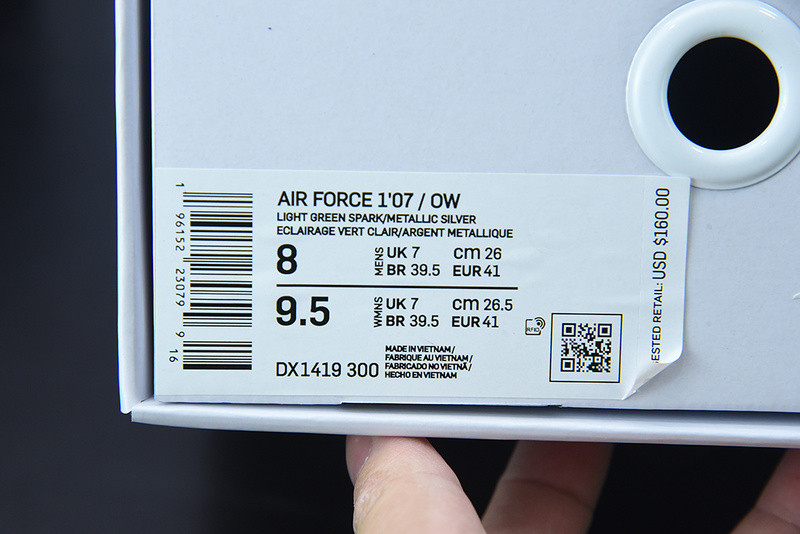 AIR FORCE 1'07 / OW
LIGHT GREEN SPARK/METALLIC SILVER
ECLAIRAGE VERT CLAIR/ARGENT METALLIQUE
8 MENS UK 7 cm 26
BR 39.5 EUR 41
9.5 WMNS UK 7 cm 26.5
BR 39.5 EUR 41
DX1419 300
MADE IN VIETNAM /
FABRIQUE AU VIETNAM /
FABRICADO NO VIETNÃ /
HECHO EN VIETNAM
1 96152 23079 9 16
RFID
ESTED RETAIL: USD $160.00